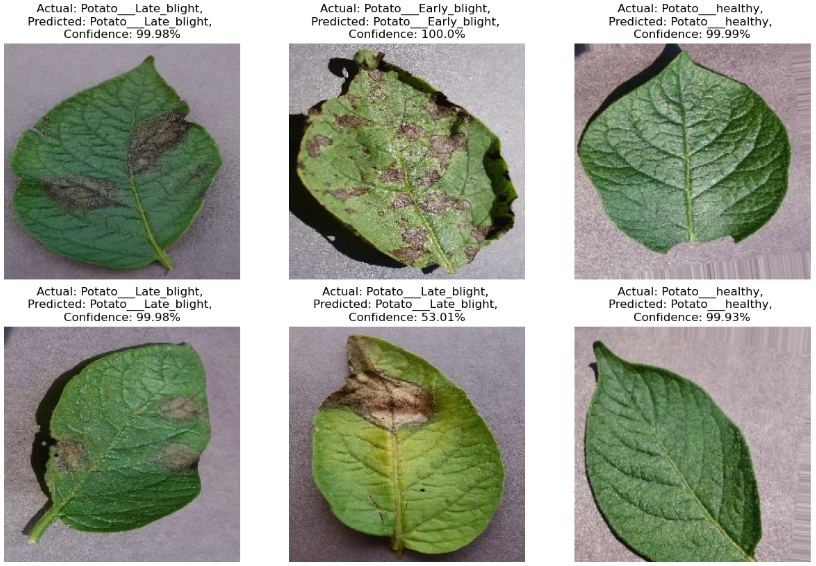 Actual: Potato___Late_blight,
Predicted: Potato___Late_blight,
Confidence: 99.98%
Actual: Potato___Early_blight,
Predicted: Potato___Early_blight,
Confidence: 100.0%
Actual: Potato___healthy,
Predicted: Potato___healthy,
Confidence: 99.99%
Actual: Potato___Late_blight,
Predicted: Potato___Late_blight,
Confidence: 99.98%
Actual: Potato___Late_blight,
Predicted: Potato___Late_blight,
Confidence: 53.01%
Actual: Potato___healthy,
Predicted: Potato___healthy,
Confidence: 99.93%